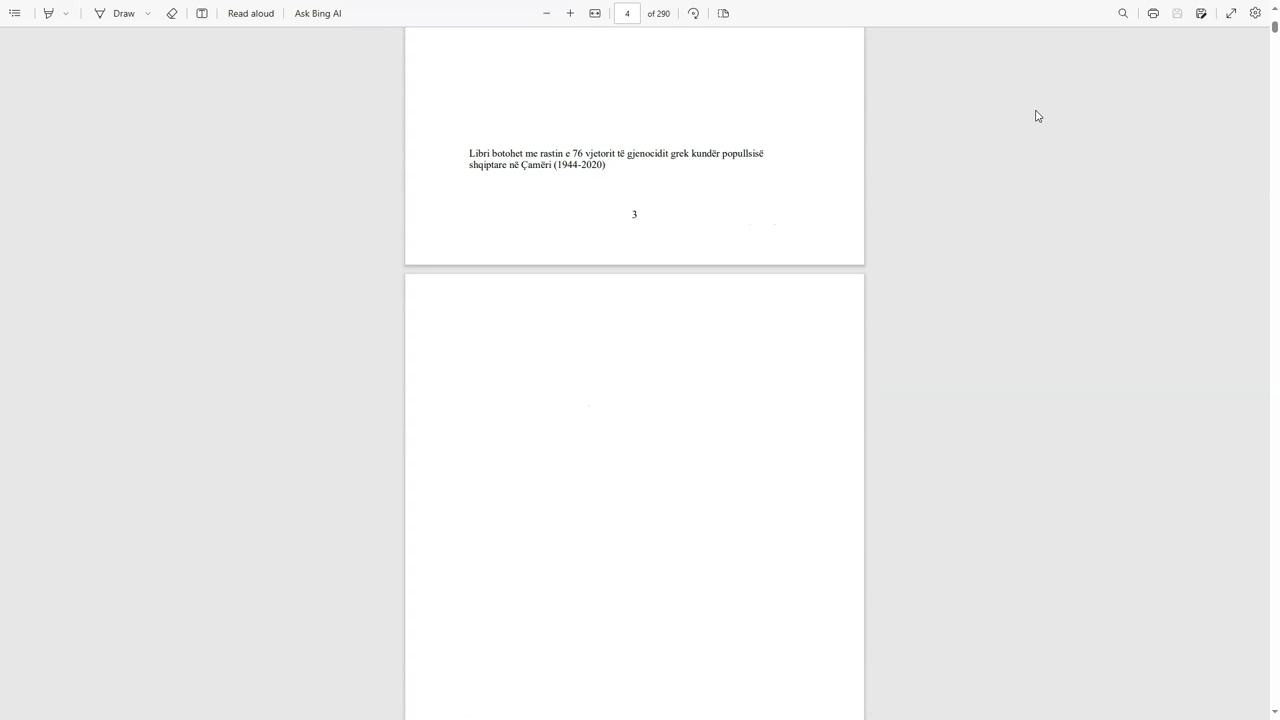 Draw
Read aloud
Ask Bing AI
4
of 290
Libri botohet me rastin e 76 vjetorit të gjenocidit grek kundër popullsisë
shqiptare në Çamëri (1944-2020)
3